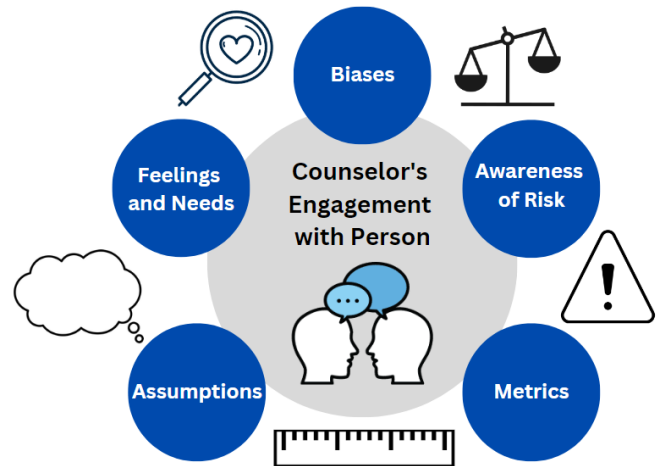 Biases
Feelings
and Needs
Counselor's
Engagement
with Person
Awareness
of Risk
Assumptions
Metrics